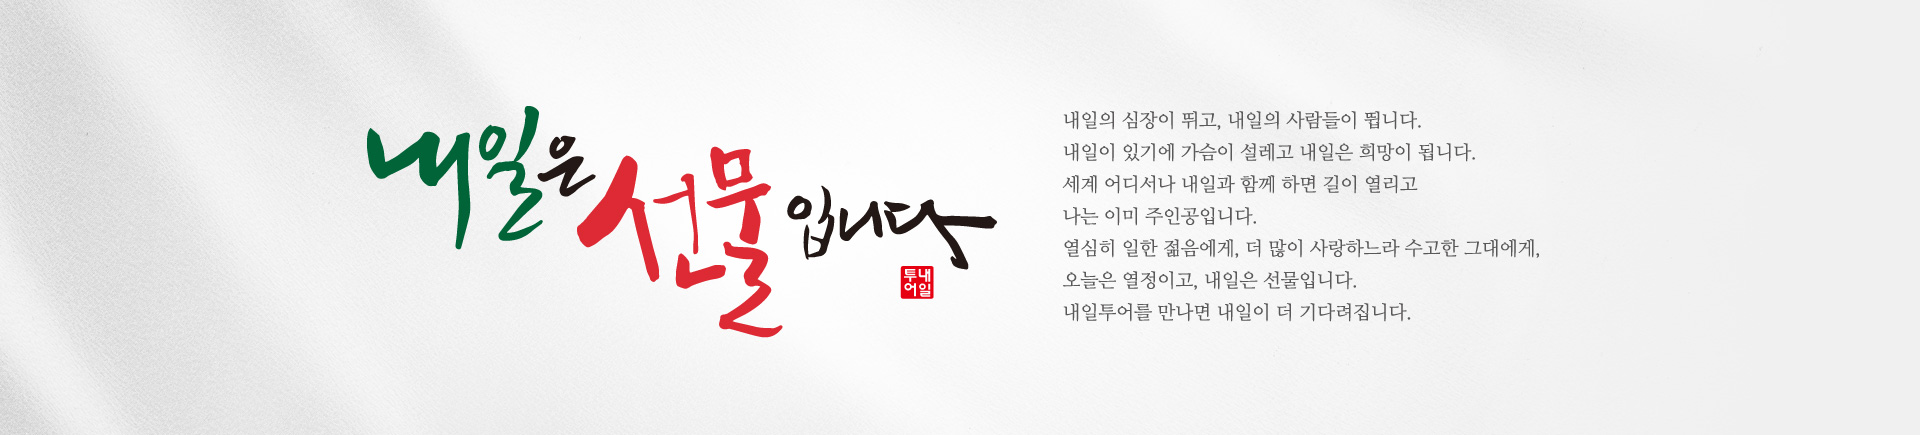 내일은 선물 입니다
내일
투어
내일의 심장이 뛰고, 내일의 사람들이 뜁니다.
내일이 있기에 가슴이 설레고 내일은 희망이 됩니다.
세계 어디서나 내일과 함께 하면 길이 열리고
나는 이미 주인공입니다.
열심히 일한 젊음에게, 더 많이 사랑하느라 수고한 그대에게,
오늘은 열정이고, 내일은 선물입니다.
내일투어를 만나면 내일이 더 기다려집니다.